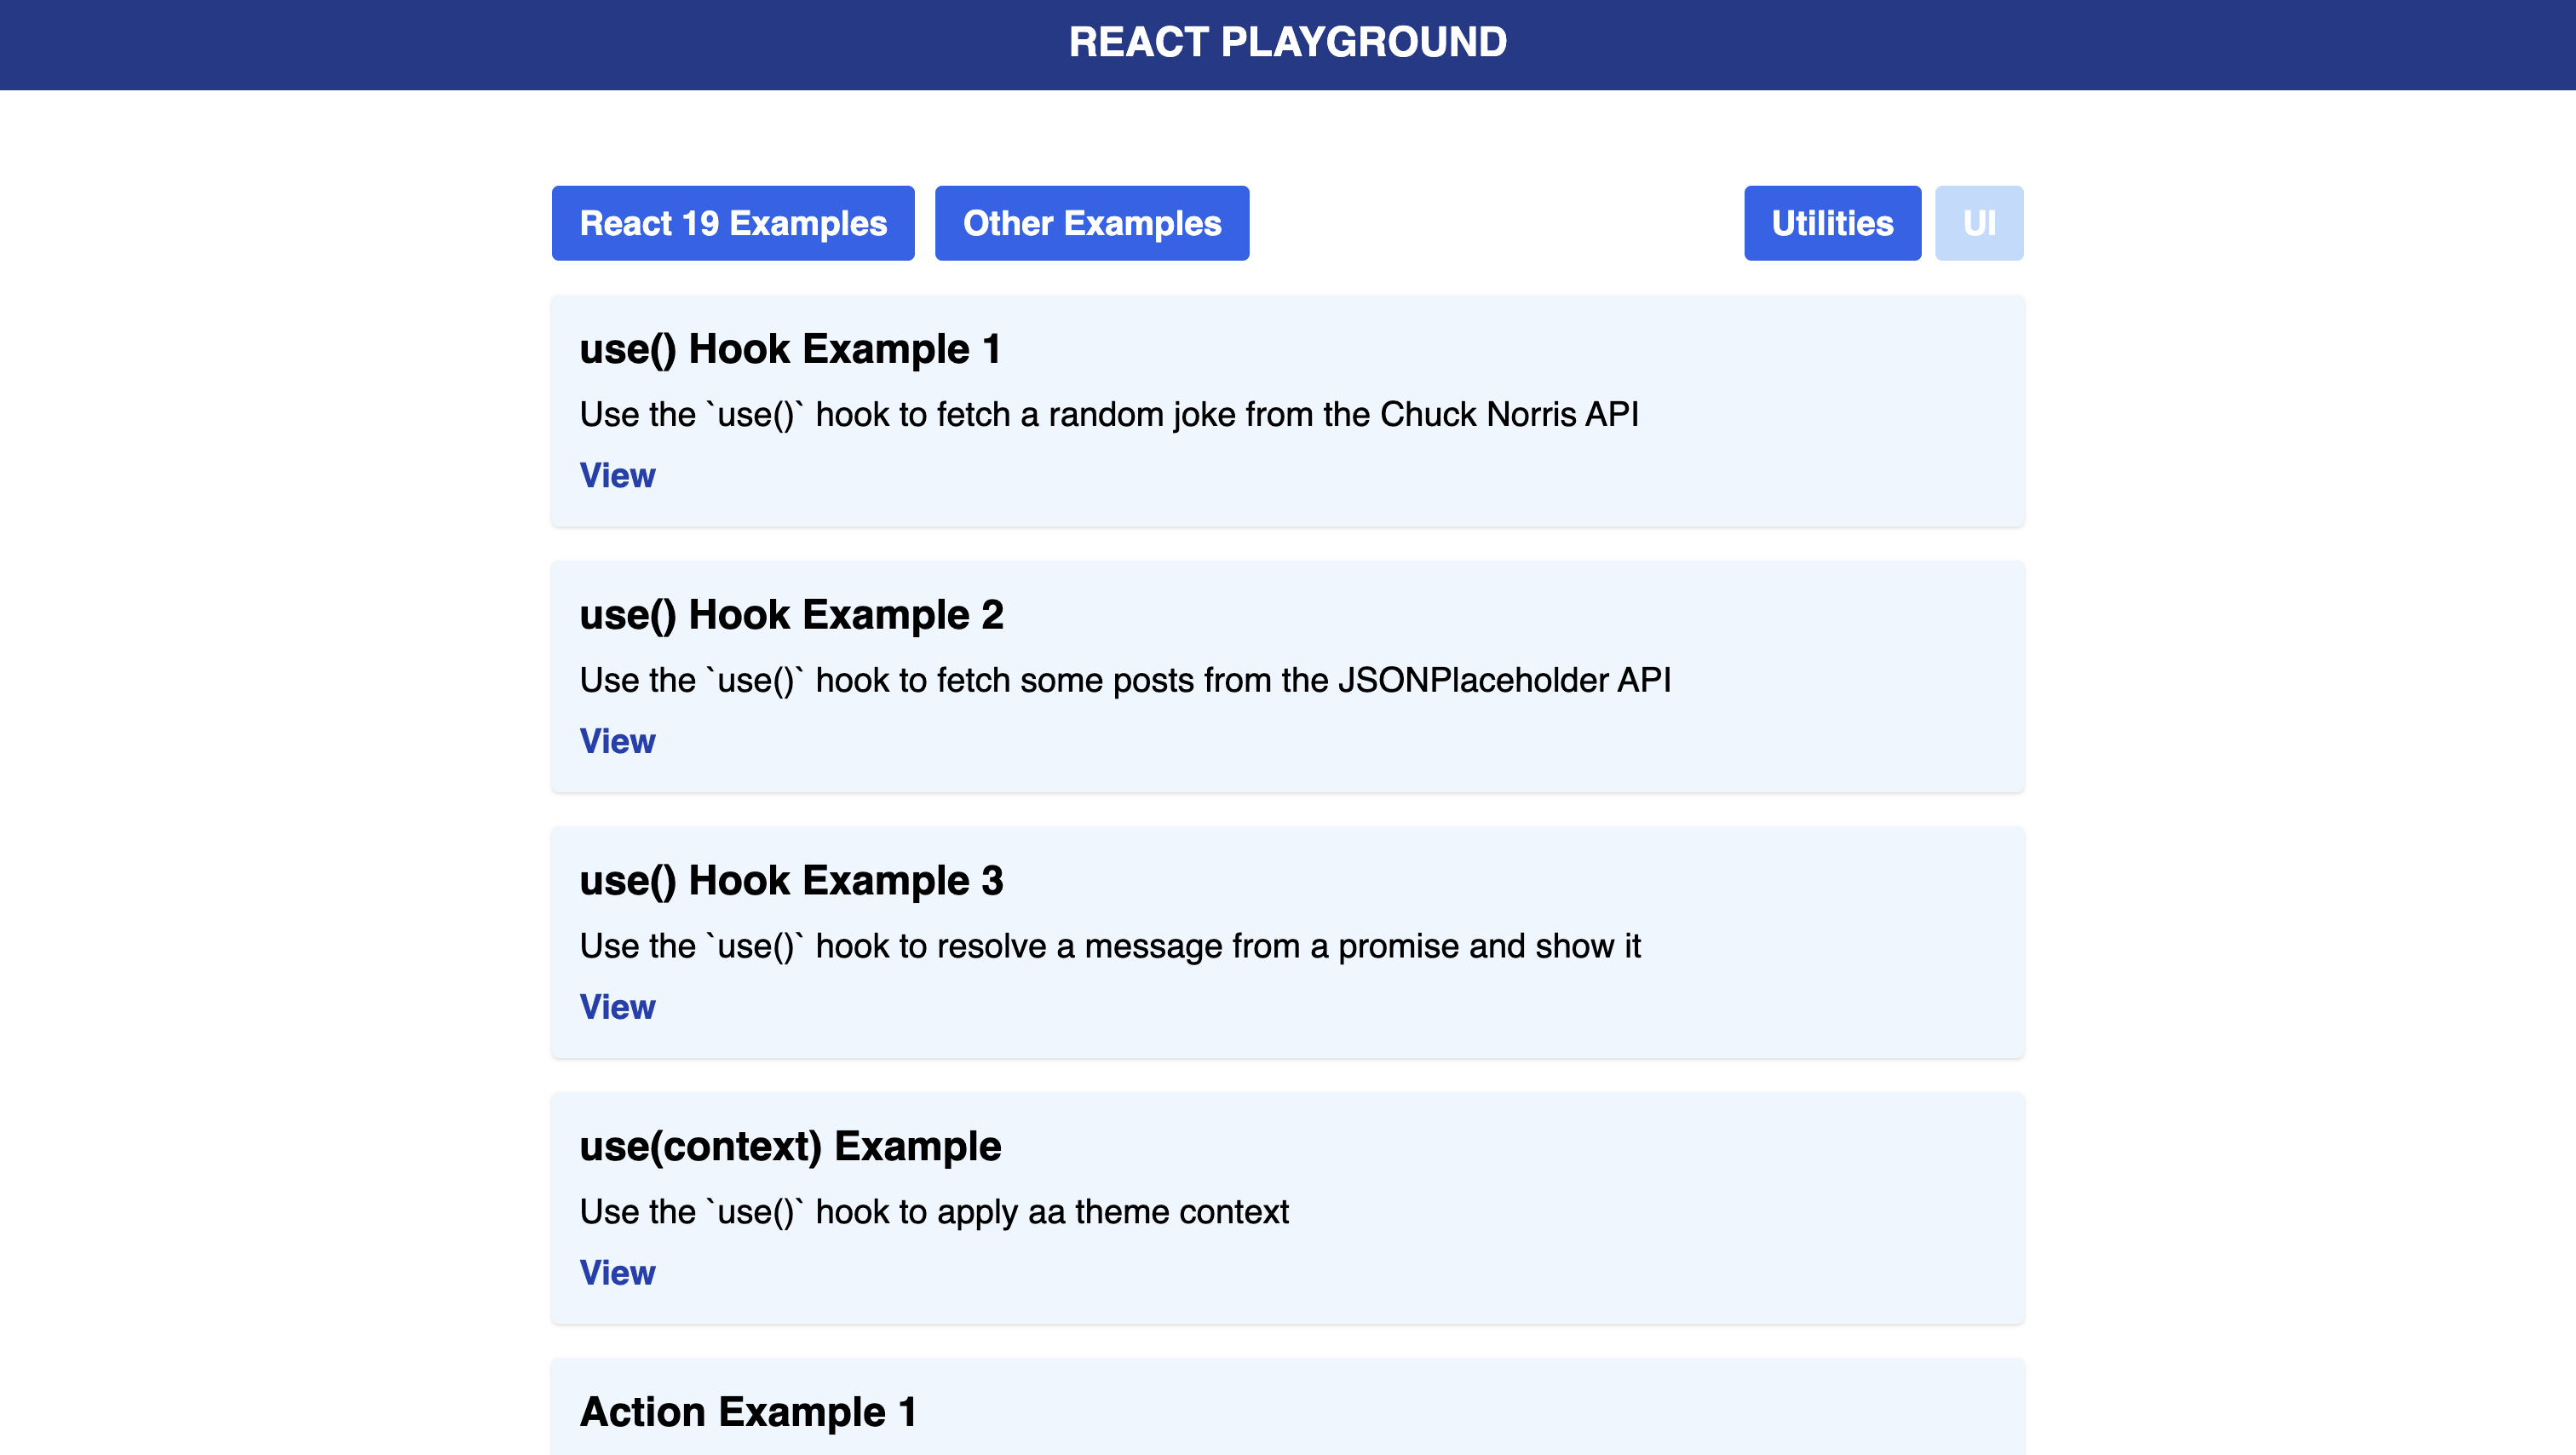 REACT PLAYGROUND
React 19 Examples Other Examples Utilities UI
use() Hook Example 1
Use the `use()` hook to fetch a random joke from the Chuck Norris API
View
use() Hook Example 2
Use the `use()` hook to fetch some posts from the JSONPlaceholder API
View
use() Hook Example 3
Use the `use()` hook to resolve a message from a promise and show it
View
use(context) Example
Use the `use()` hook to apply aa theme context
View
Action Example 1